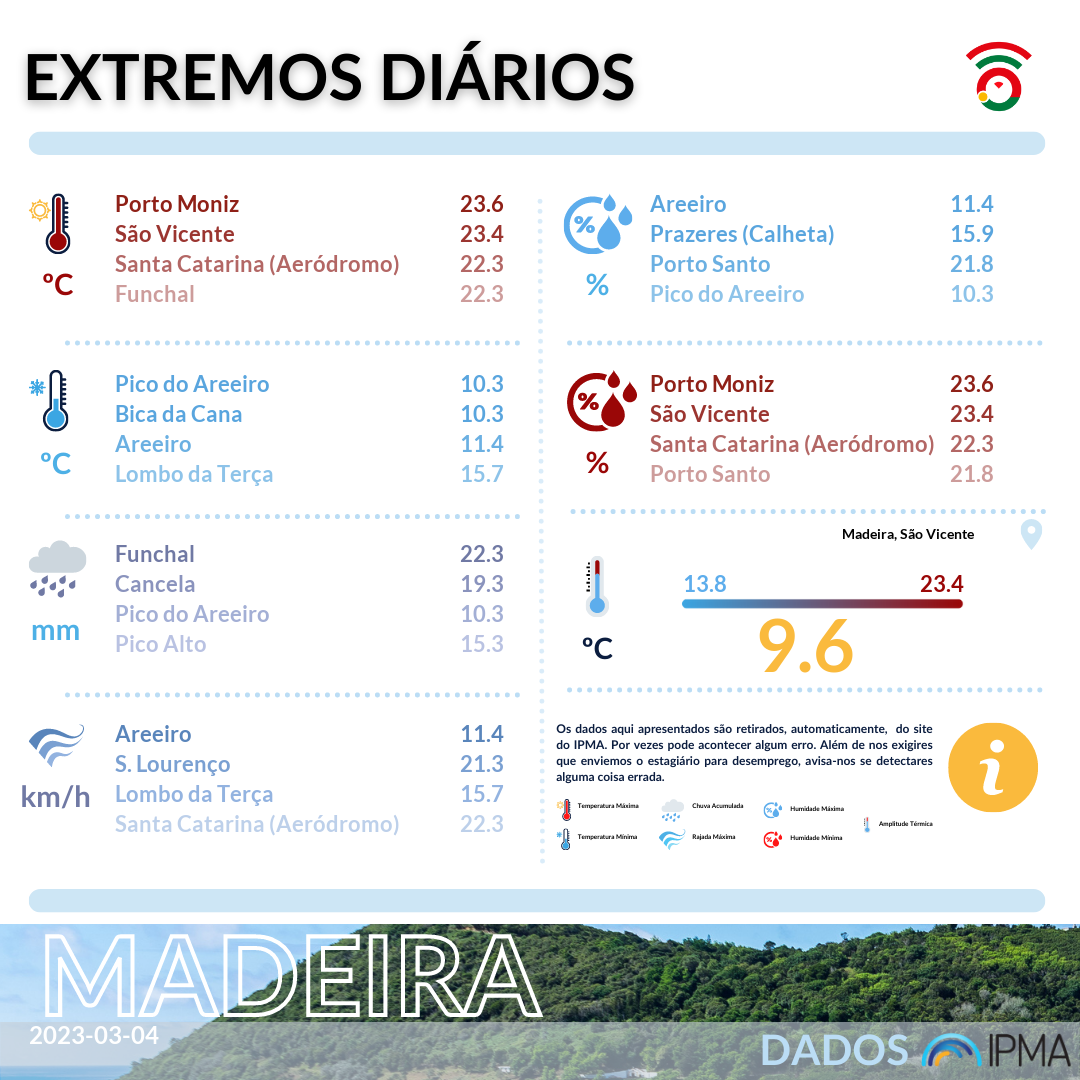 EXTREMOS DIÁRIOS
Porto Moniz 23.6
São Vicente 23.4
Santa Catarina (Aeródromo) 22.3
Funchal 22.3
ºC
Pico do Areeiro 10.3
Bica da Cana 10.3
Areeiro 11.4
Lombo da Terça 15.7
ºC
Funchal 22.3
Cancela 19.3
Pico do Areeiro 10.3
Pico Alto 15.3
mm
Areeiro 11.4
S. Lourenço 21.3
Lombo da Terça 15.7
Santa Catarina (Aeródromo) 22.3
km/h
%
Areeiro 11.4
Prazeres (Calheta) 15.9
Porto Santo 21.8
Pico do Areeiro 10.3
%
%
Porto Moniz 23.6
São Vicente 23.4
Santa Catarina (Aeródromo) 22.3
Porto Santo 21.8
%
Madeira, São Vicente
13.8 23.4
9.6
ºC
Os dados aqui apresentados são retirados, automaticamente, do site
do IPMA. Por vezes pode acontecer algum erro. Além de nos exigires
que enviemos o estagiário para desemprego, avisa-nos se detectares
alguma coisa errada.
i
Temperatura Máxima
Chuva Acumulada
Humidade Máxima
Amplitude Térmica
Temperatura Mínima
Rajada Máxima
Humidade Mínima
MADEIRA
2023-03-04
DADOS IPMA